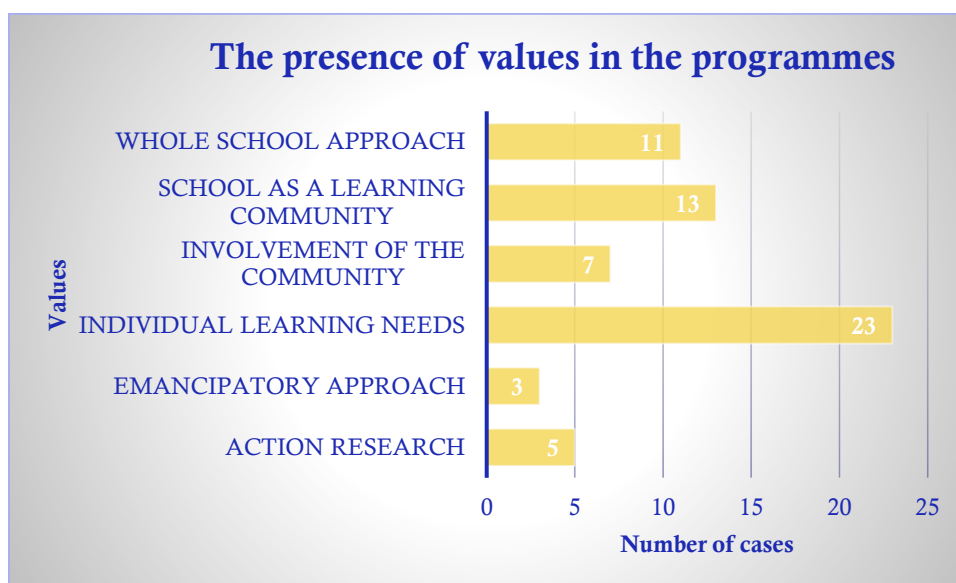 The presence of values in the programmes
Values
WHOLE SCHOOL APPROACH
11
SCHOOL AS A LEARNING
COMMUNITY
13
INVOLVEMENT OF THE
COMMUNITY
7
INDIVIDUAL LEARNING NEEDS
23
EMANCIPATORY APPROACH
3
ACTION RESEARCH
5
0 5 10 15 20 25
Number of cases